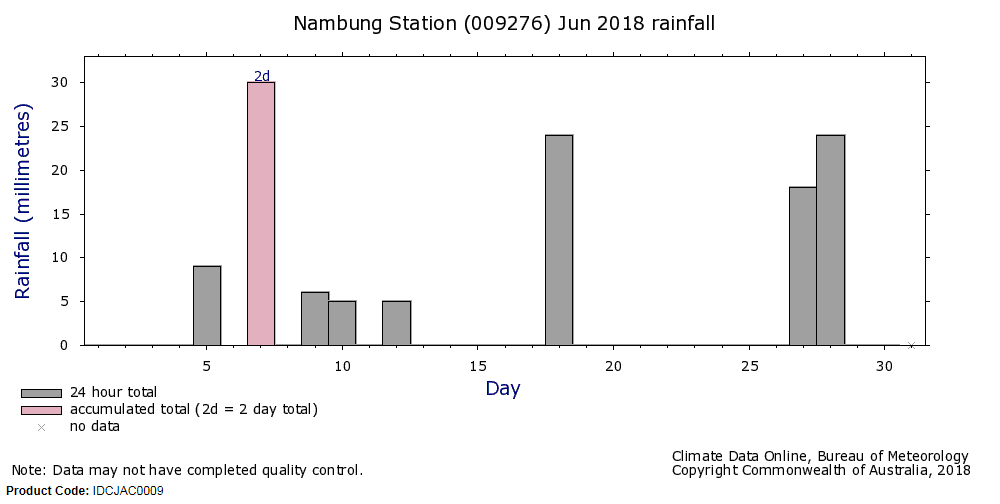 Nambung Station (009276) Jun 2018 rainfall
2d
30
25
20
15
10
5
0
Rainfall (millimetres)
5 10 15 20 25 30
Day
24 hour total
accumulated total (2d = 2 day total)
no data
Climate Data Online, Bureau of Meteorology
Note: Data may not have completed quality control. Copyright Commonwealth of Australia, 2018
Product Code: IDCJAC0009